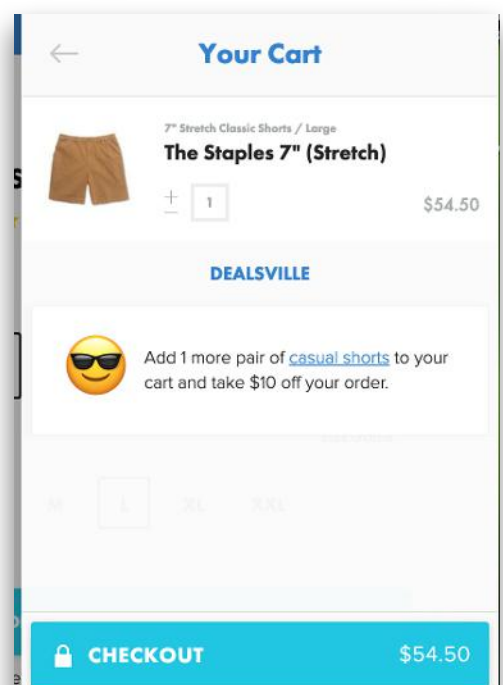 Your Cart
7" Stretch Classic Shorts / Large
The Staples 7" (Stretch)
+
1
–
$54.50
DEALSVILLE
Add 1 more pair of casual shorts to your
cart and take $10 off your order.
M L XL XXL
CHECKOUT $54.50